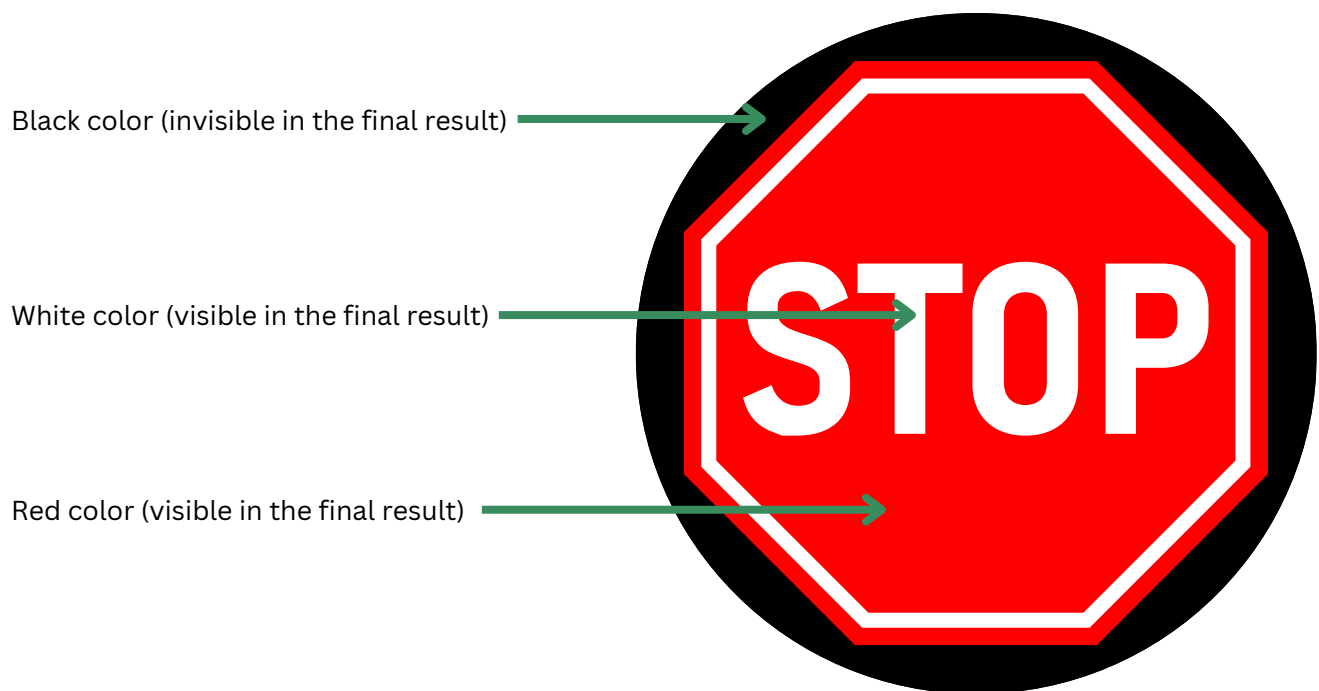 Black color (invisible in the final result)
White color (visible in the final result)
STOP
Red color (visible in the final result)